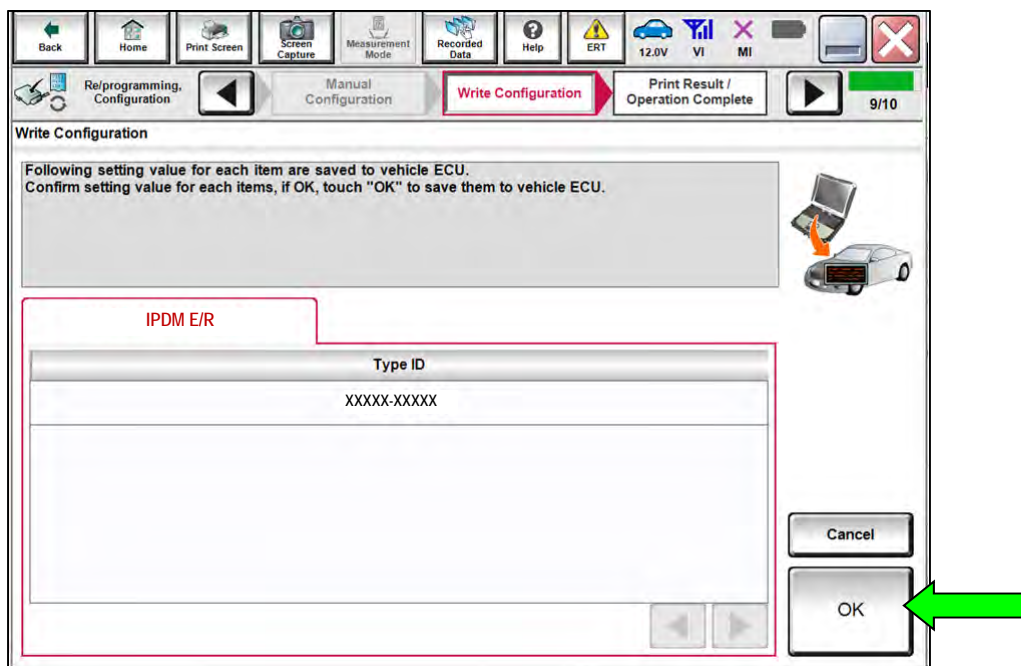 Back
Home
Print Screen
Screen
Capture
Measurement
Mode
Recorded
Data
Help
ERT
12.0V
VI
MI
Re/programming,
Configuration
Manual
Configuration
Write Configuration
Print Result /
Operation Complete
9/10
Write Configuration
Following setting value for each item are saved to vehicle ECU.
Confirm setting value for each items, if OK, touch "OK" to save them to vehicle ECU.
IPDM E/R
Type ID
XXXXX-XXXXX
Cancel
OK